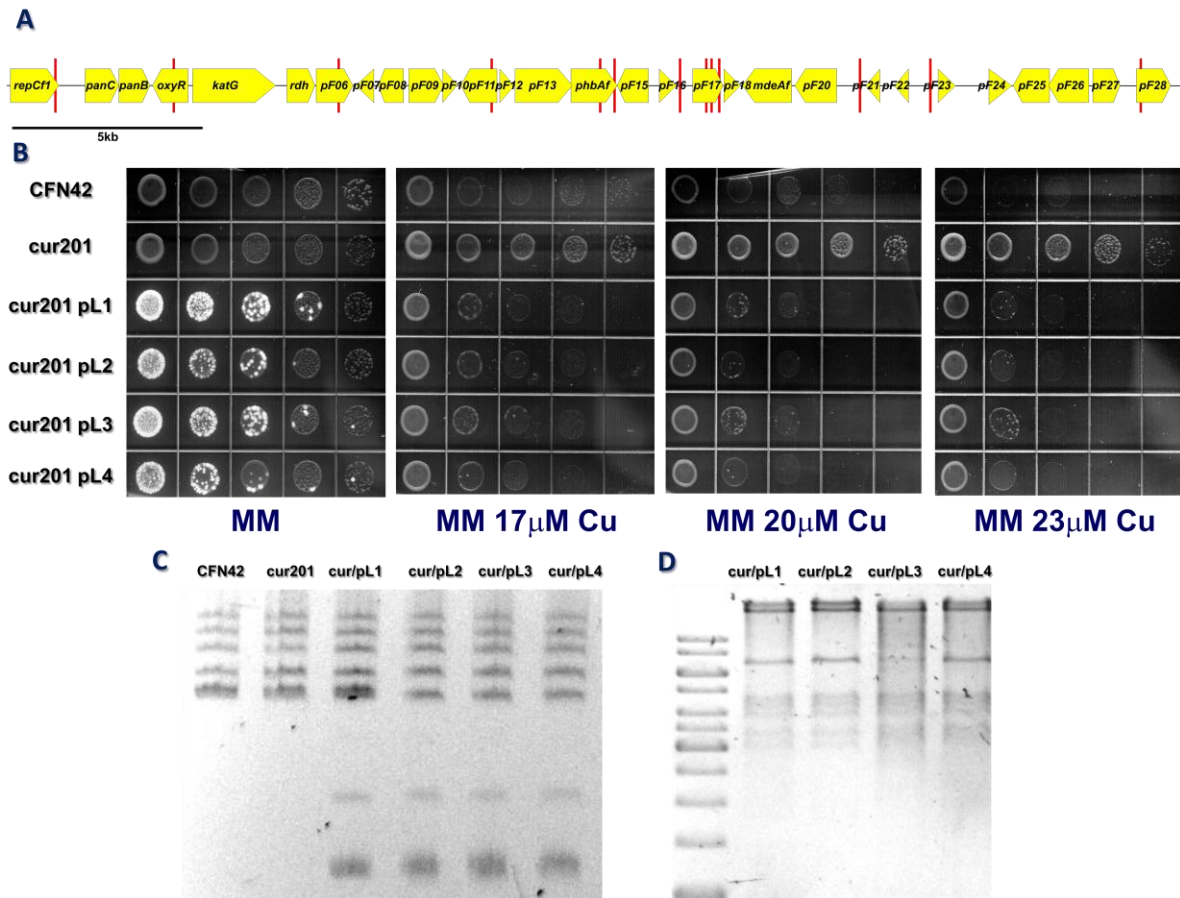 A
repCf1 panC panB oxyR katG rdh pF06 pF07 pF08 pF09 pF10 pF11 pF12 pF13 phbAf pF15 pF16 pF17 pF18 mdeAf pF20 pF21 pF22 pF23 pF24 pF25 pF26 pF27 pF28
5kb
B
CFN42
cur201
cur201 pL1
cur201 pL2
cur201 pL3
cur201 pL4
MM MM 17µM Cu MM 20µM Cu MM 23µM Cu
C
CFN42 cur201 cur/pL1 cur/pL2 cur/pL3 cur/pL4
D
cur/pL1 cur/pL2 cur/pL3 cur/pL4